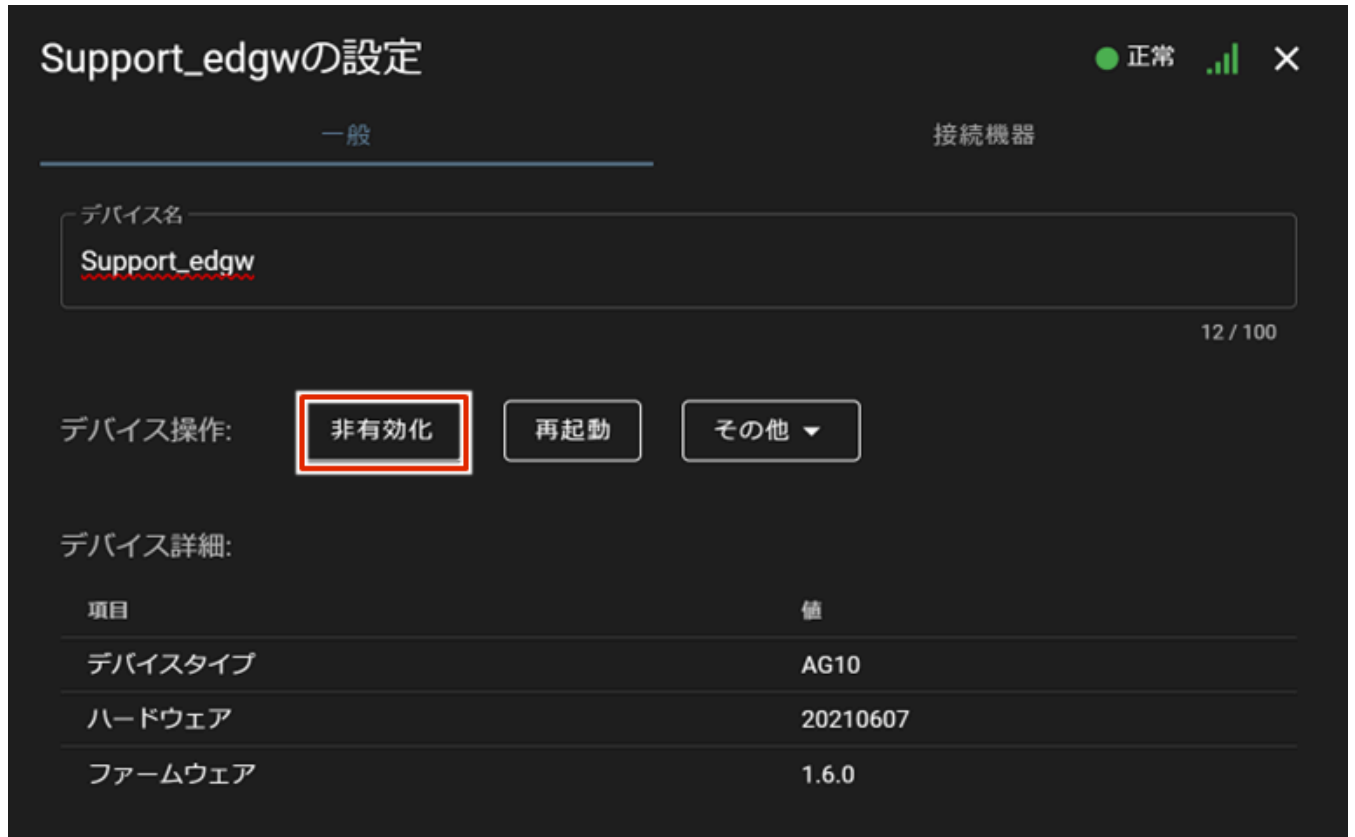 Support_edgwの設定
正常
一般 接続機器
デバイス名
Support_edgw
12 / 100
デバイス操作: 非有効化 再起動 その他
デバイス詳細:
項目 値
デバイスタイプ AG10
ハードウェア 20210607
ファームウェア 1.6.0